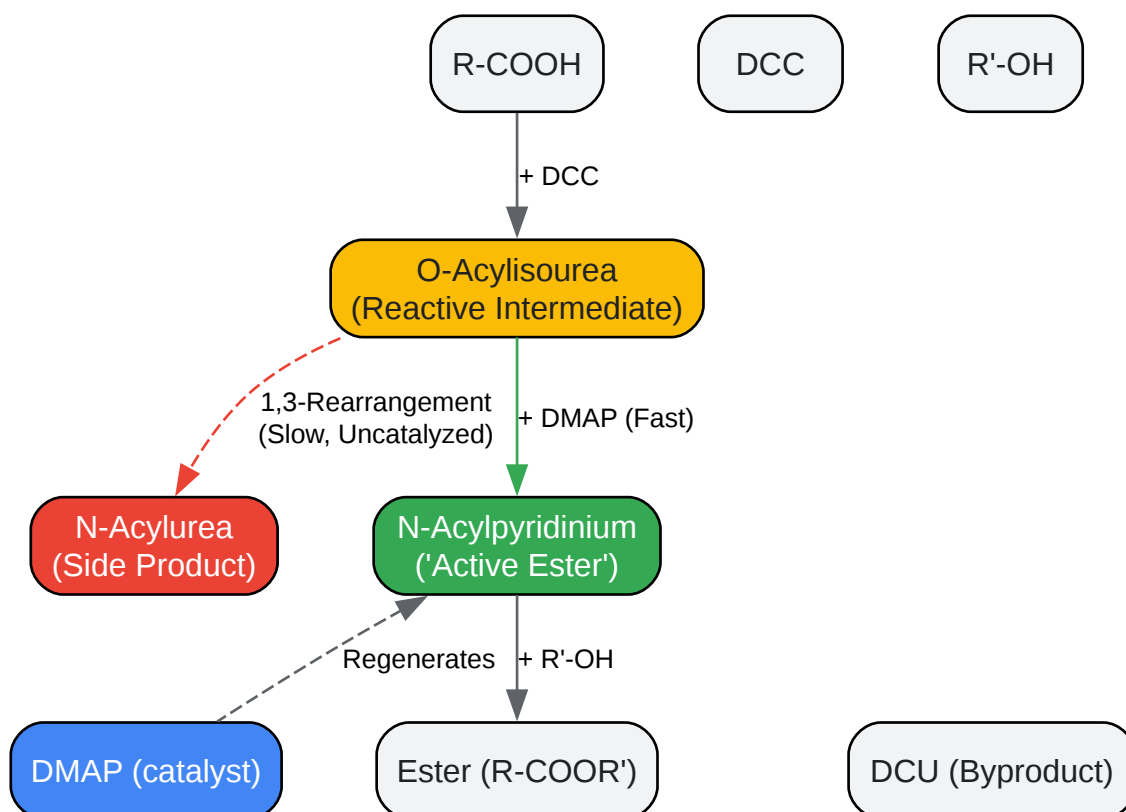 R-COOH
DCC
R'-OH
+ DCC
O-Acylisourea
(Reactive Intermediate)
1,3-Rearrangement
(Slow, Uncatalyzed)
+ DMAP (Fast)
N-Acylurea
(Side Product)
N-Acylpyridinium
('Active Ester')
Regenerates
+ R'-OH
DMAP (catalyst)
Ester (R-COOR')
DCU (Byproduct)